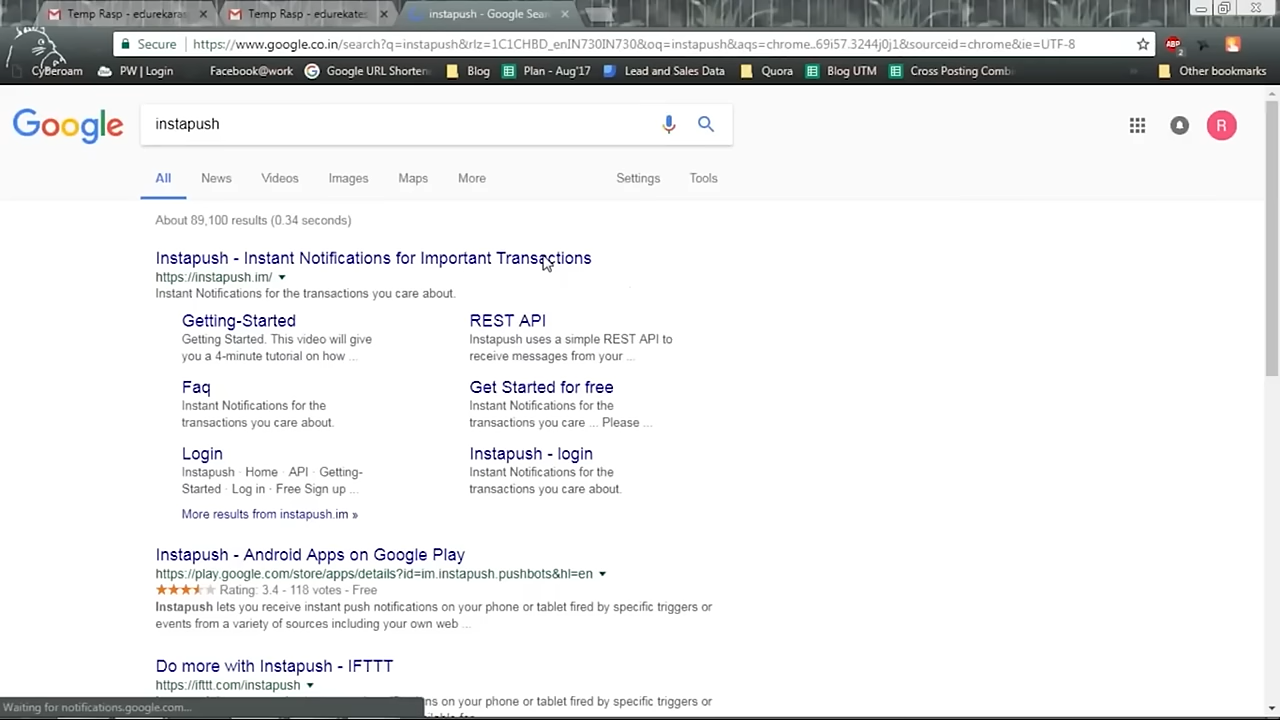 Temp Rasp - edurekara
Temp Rasp - edurekates
instapush - Google Sear
Secure
https://www.google.co.in/search?q=instapush&rlz=1C1CHBD_enIN730IN730&oq=instapush&aqs=chrome..69i57.3244j0j1&sourceid=chrome&ie=UTF-8
ABP
2
CyBeroam
PW | Login
Facebook@work
Google URL Shortene
Blog
Plan - Aug'17
Lead and Sales Data
Quora
Blog UTM
Cross Posting Comb
Other bookmarks
Google
instapush
R
All
News
Videos
Images
Maps
More
Settings
Tools
About 89,100 results (0.34 seconds)
Instapush - Instant Notifications for Important Transactions
https://instapush.im/
Instant Notifications for the transactions you care about.
Getting-Started
Getting Started. This video will give
you a 4-minute tutorial on how ...
REST API
Instapush uses a simple REST API to
receive messages from your ...
Faq
Instant Notifications for the
transactions you care about.
Get Started for free
Instant Notifications for the
transactions you care ... Please ...
Login
Instapush · Home · API · Getting-
Started · Log in · Free Sign up ...
Instapush - login
Instant Notifications for the
transactions you care about.
More results from instapush.im »
Instapush - Android Apps on Google Play
https://play.google.com/store/apps/details?id=im.instapush.pushbots&hl=en
Rating: 3.4 - 118 votes - Free
Instapush lets you receive instant push notifications on your phone or tablet fired by specific triggers or
events from a variety of sources including your own web ...
Do more with Instapush - IFTTT
https://ifttt.com/instapush
ons on your phone or tablet fired by specific triggers or
Waiting for notifications.google.com...